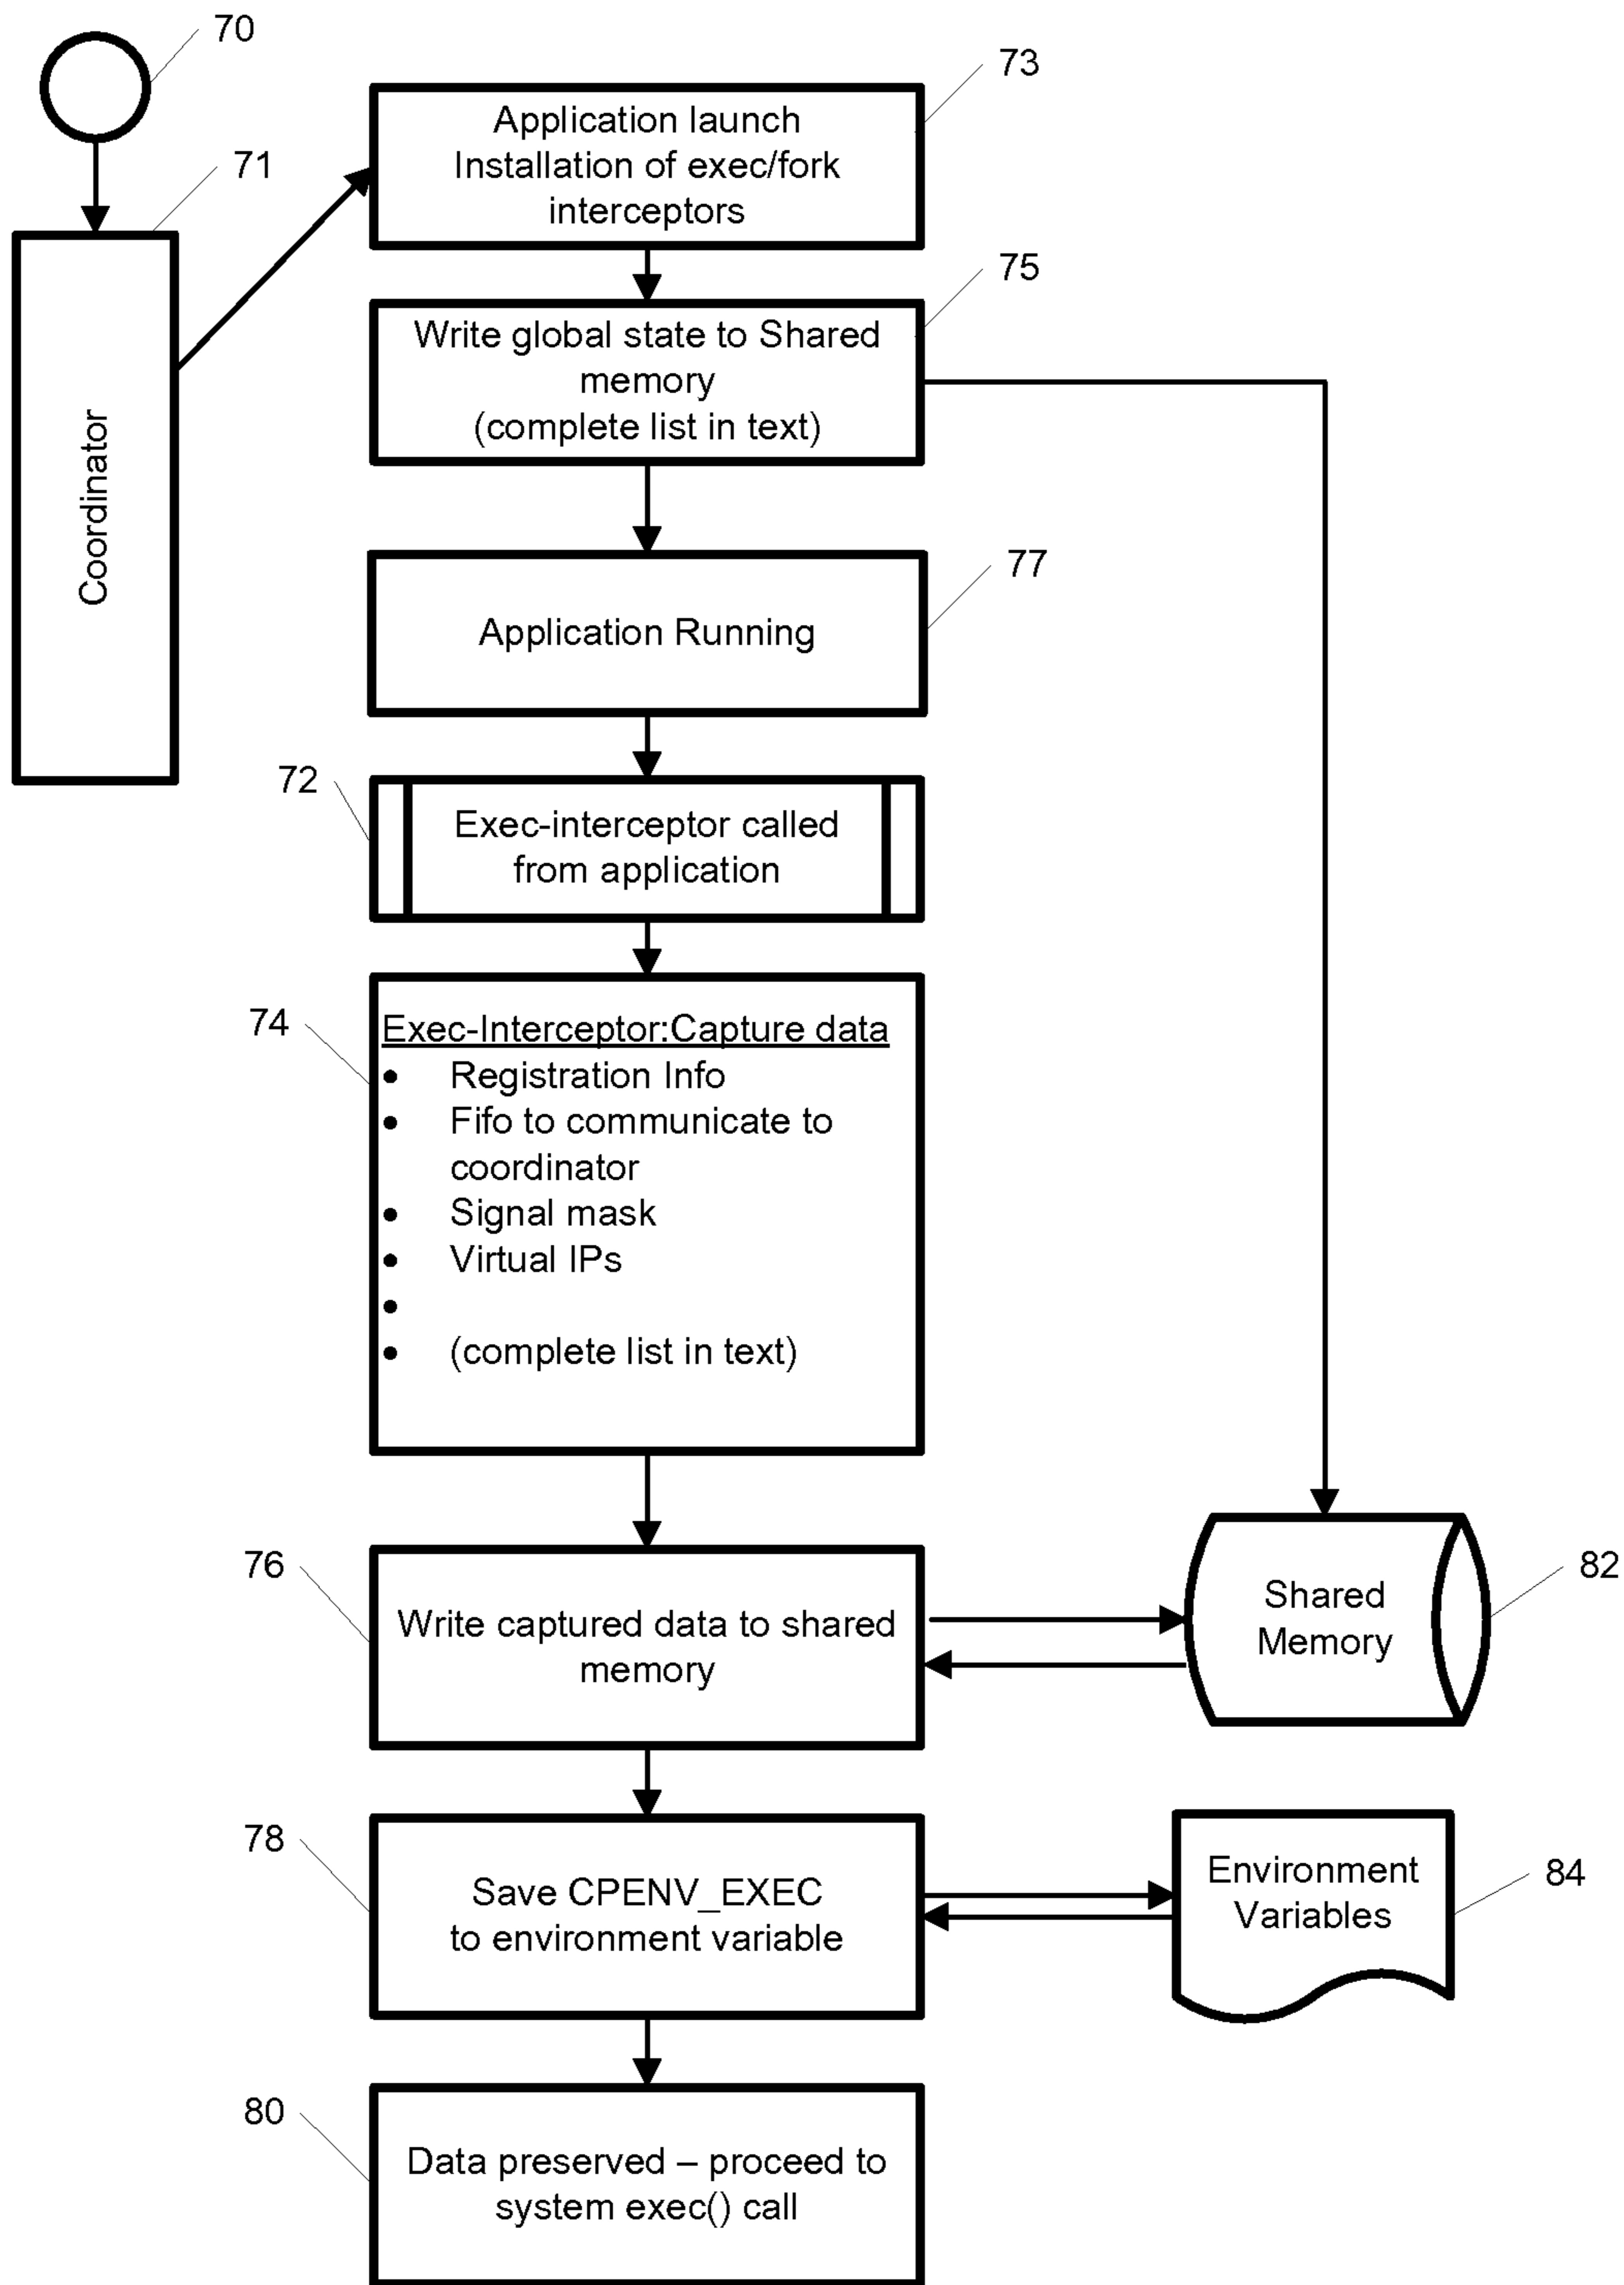 70
73
Application launch
Installation of exec/fork
interceptors
71
Coordinator
75
Write global state to Shared
memory
(complete list in text)
77
Application Running
72
Exec-interceptor called
from application
74
Exec-Interceptor:Capture data
• Registration Info
• Fifo to communicate to
coordinator
• Signal mask
• Virtual IPs
•
• (complete list in text)
76
Write captured data to shared
memory
82
Shared
Memory
78
Save CPENV_EXEC
to environment variable
84
Environment
Variables
80
Data preserved – proceed to
system exec() call